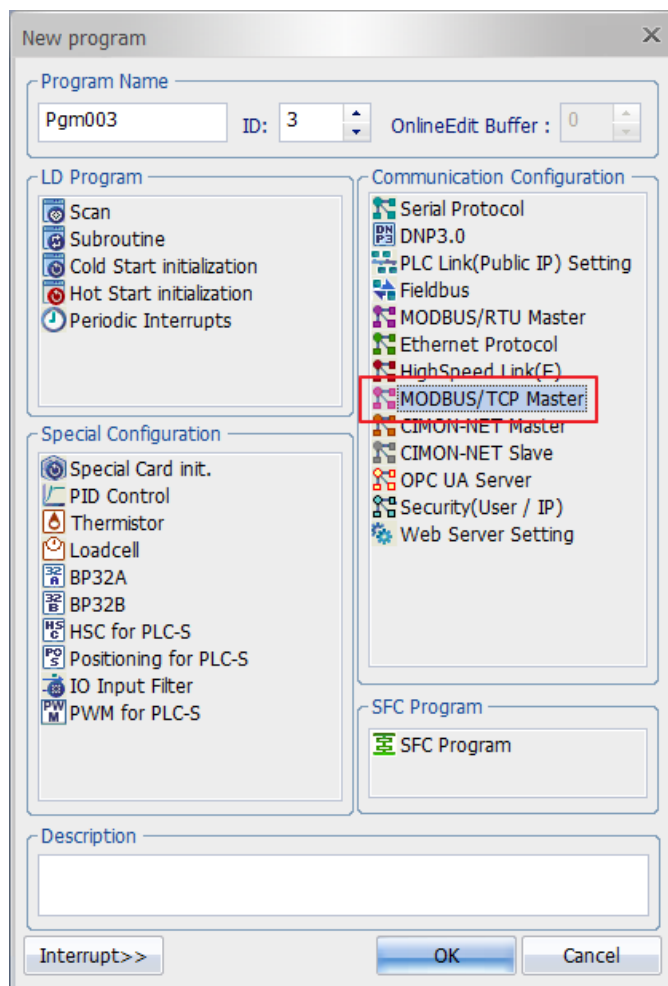 New program
Program Name
Pgm003 ID: 3 OnlineEdit Buffer : 0
LD Program
Scan
Subroutine
Cold Start initialization
Hot Start initialization
Periodic Interrupts
Special Configuration
Special Card init.
PID Control
Thermistor
Loadcell
BP32A
BP32B
HSC for PLC-S
Positioning for PLC-S
IO Input Filter
PWM for PLC-S
Communication Configuration
Serial Protocol
DNP3.0
PLC Link(Public IP) Setting
Fieldbus
MODBUS/RTU Master
Ethernet Protocol
HighSpeed Link(E)
MODBUS/TCP Master
CIMON-NET Master
CIMON-NET Slave
OPC UA Server
Security(User / IP)
Web Server Setting
SFC Program
SFC Program
Description
Interrupt>> OK Cancel